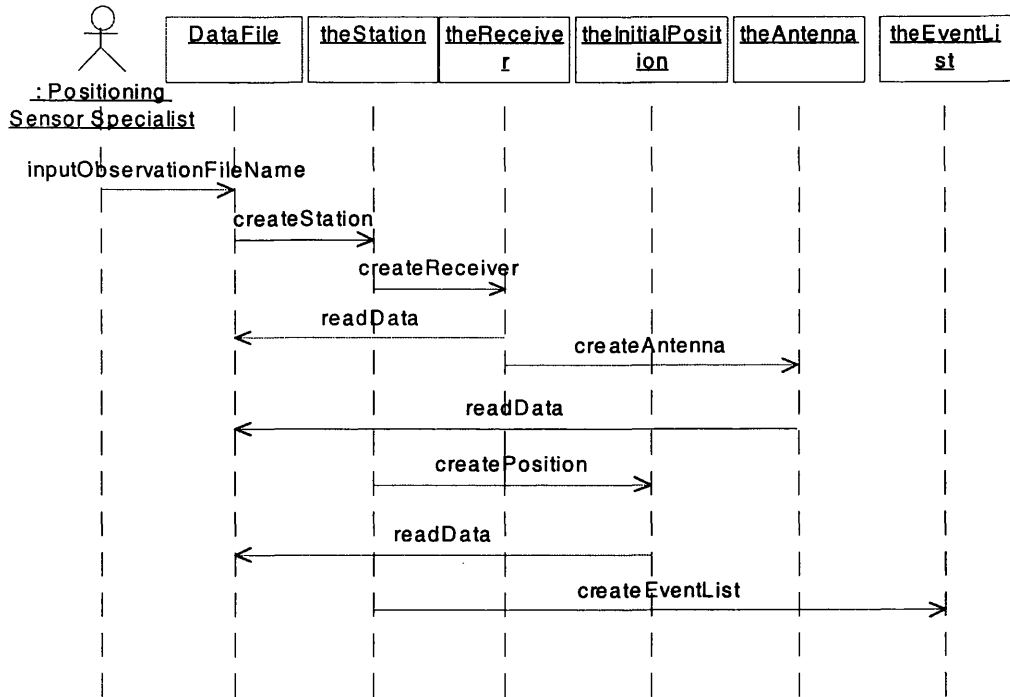 DataFile
theStation
theReceive
r
theInitialPosit
ion
theAntenna
theEventLi
st
: Positioning
Sensor Specialist
inputObservationFileName
createStation
createReceiver
readData
createAntenna
readData
createPosition
readData
createEventList